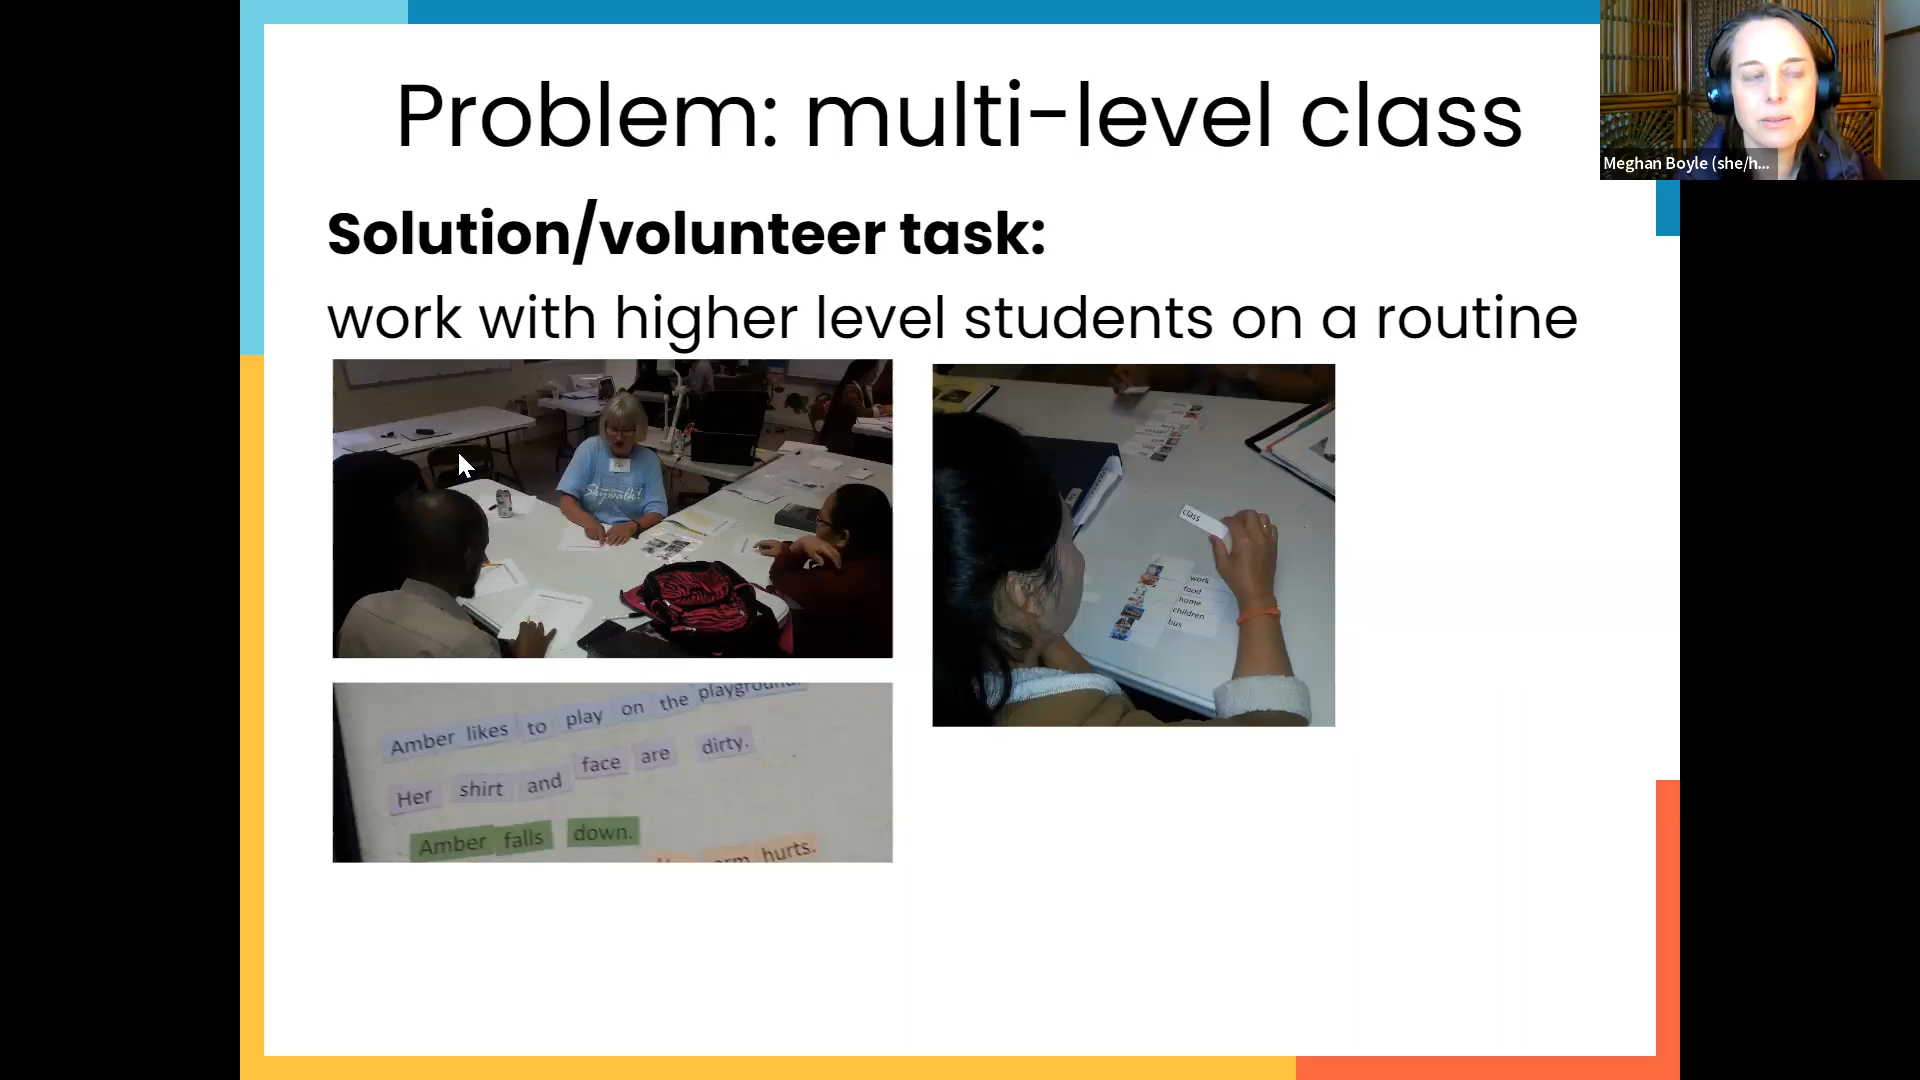 Problem: multi-level class
Meghan Boyle (she/h...
Solution/volunteer task:
work with higher level students on a routine
Skywalk!
class
work
food
home
children
bus
Amber likes to play on the playground.
Her shirt and face are dirty.
Amber falls down.
hurts.